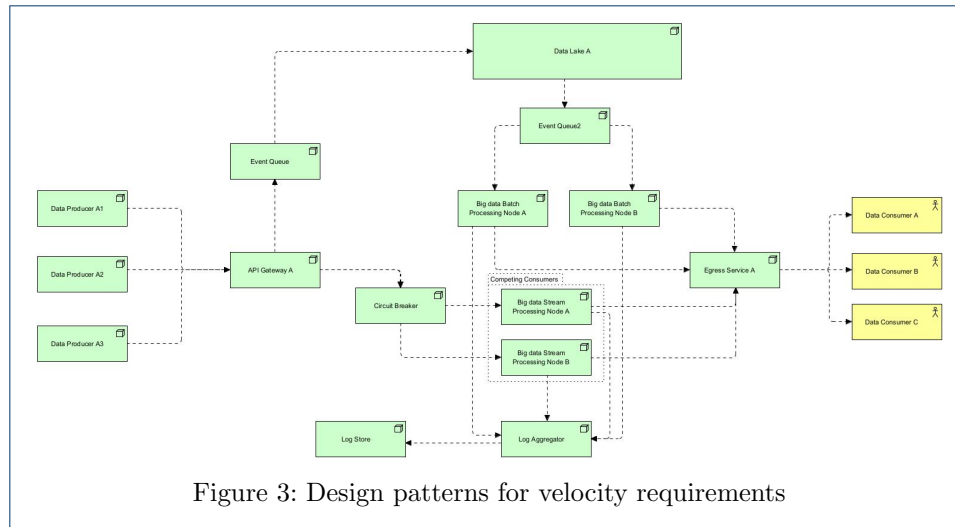 Data Lake A
Event Queue2
Event Queue
Big data Batch
Processing Node A
Big data Batch
Processing Node B
Data Producer A1
Data Consumer A
Data Producer A2
API Gateway A
Egress Service A
Data Consumer B
Competing Consumers
Circuit Breaker
Big data Stream
Processing Node A
Data Consumer C
Data Producer A3
Big data Stream
Processing Node B
Log Store
Log Aggregator
Figure 3: Design patterns for velocity requirements